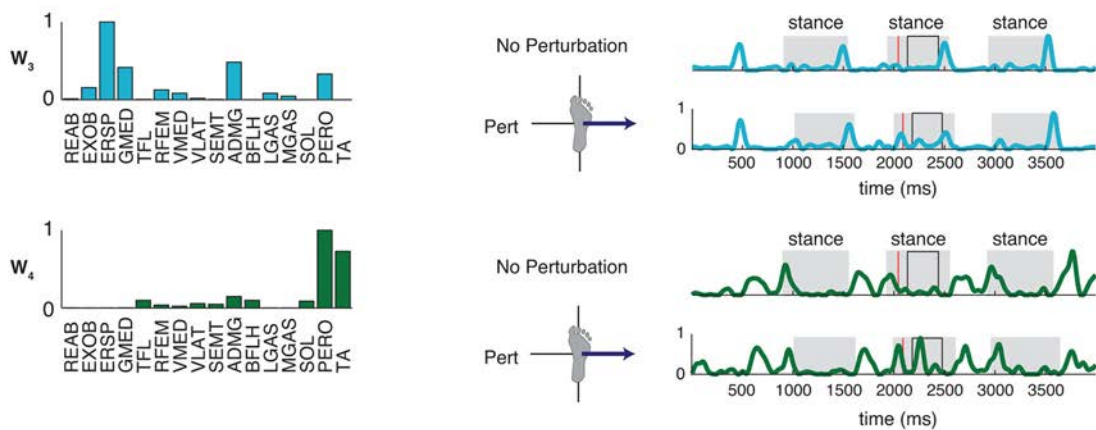 1
W3
0
REAB
EXOB
ERSP
GMED
TFL
RFEM
VMED
VLAT
SEMT
ADMG
BFLH
LGAS
MGAS
SOL
PERO
TA
No Perturbation
Pert
stance stance stance
1
0
500 1000 1500 2000 2500 3000 3500
time (ms)
1
W4
0
REAB
EXOB
ERSP
GMED
TFL
RFEM
VMED
VLAT
SEMT
ADMG
BFLH
LGAS
MGAS
SOL
PERO
TA
No Perturbation
Pert
stance stance stance
1
0
500 1000 1500 2000 2500 3000 3500
time (ms)